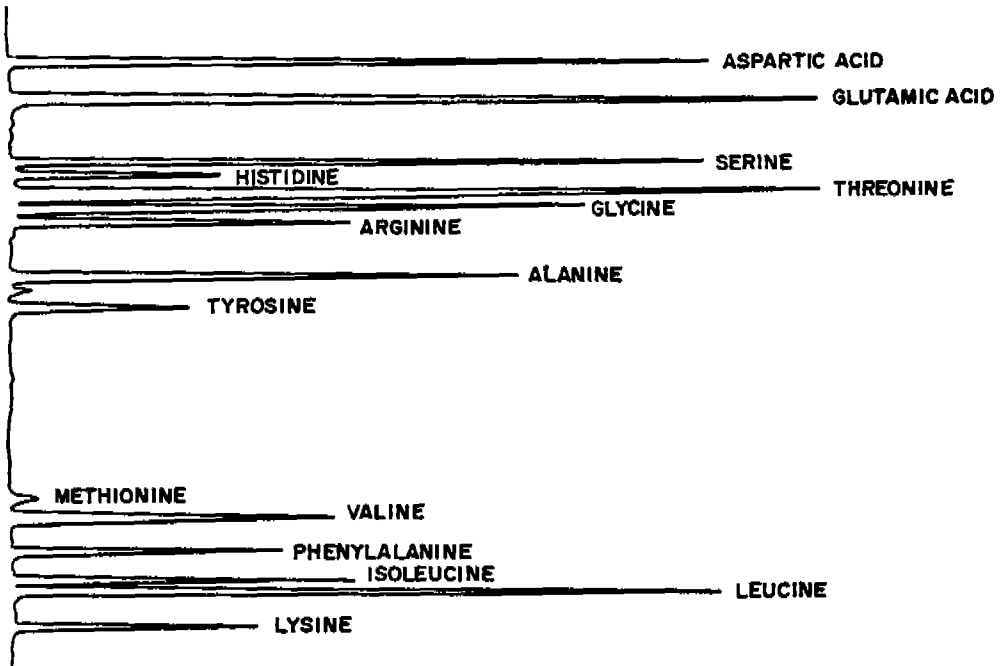 ASPARTIC ACID
GLUTAMIC ACID
SERINE
HISTIDINE
THREONINE
GLYCINE
ARGININE
ALANINE
TYROSINE
METHIONINE
VALINE
PHENYLALANINE
ISOLEUCINE
LEUCINE
LYSINE